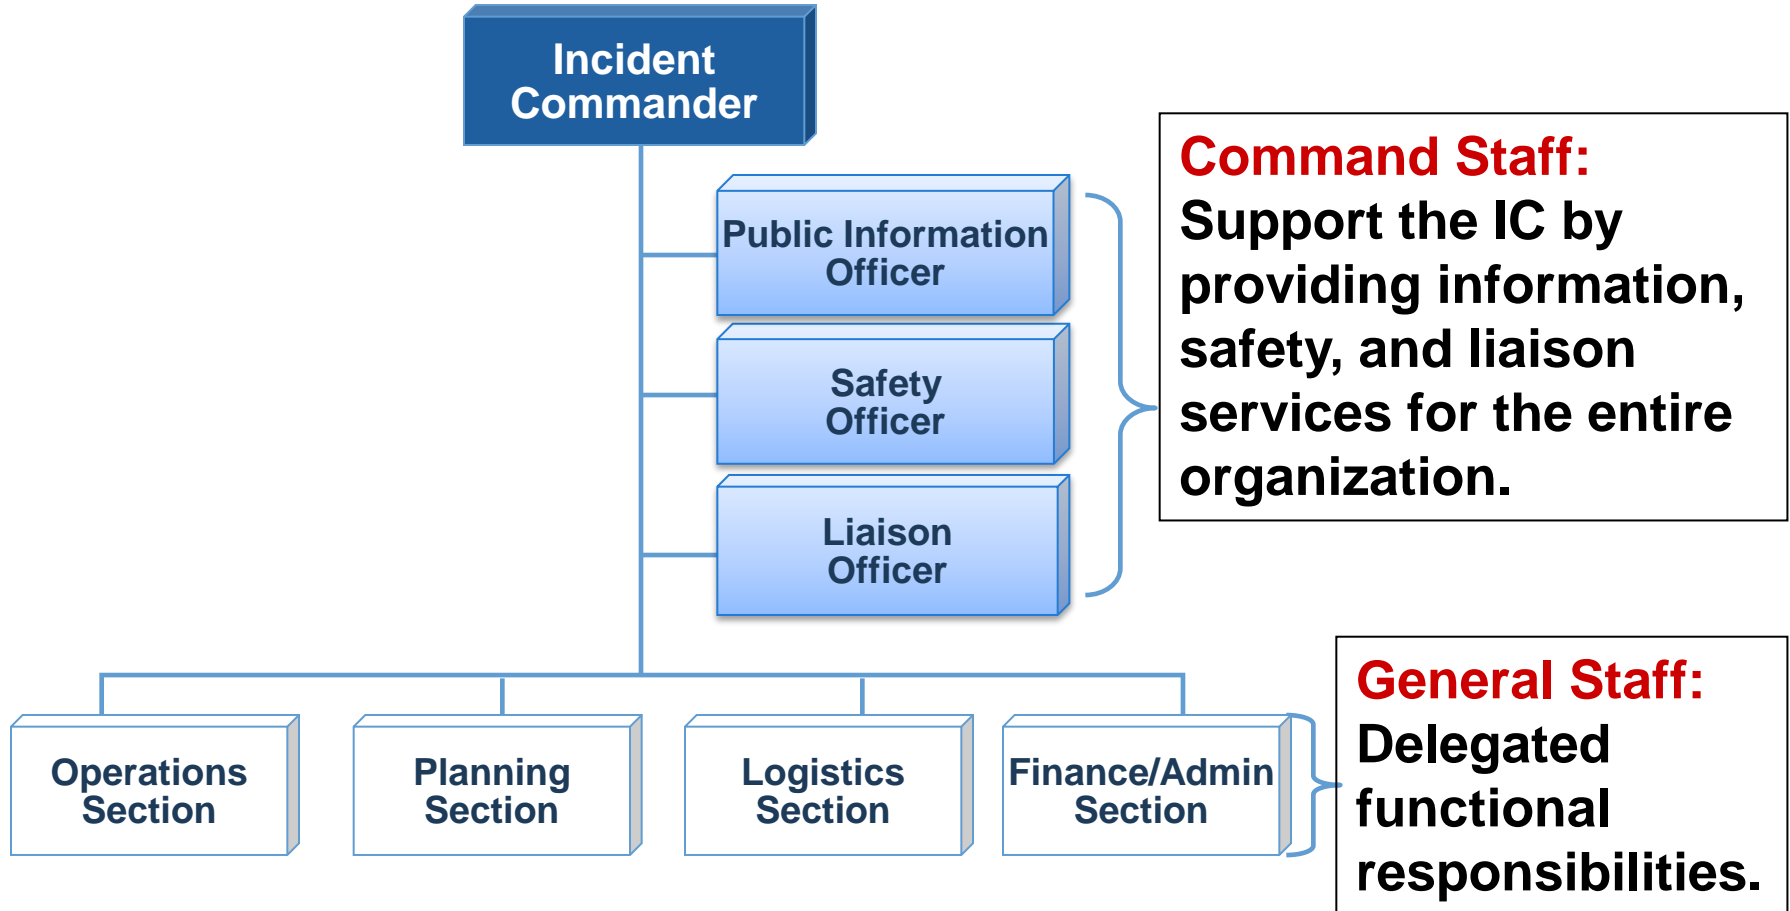 Incident
Commander
Public Information
Officer
Safety
Officer
Liaison
Officer
Command Staff:
Support the IC by
providing information,
safety, and liaison
services for the entire
organization.
Operations
Section
Planning
Section
Logistics
Section
Finance/Admin
Section
General Staff:
Delegated
functional
responsibilities.